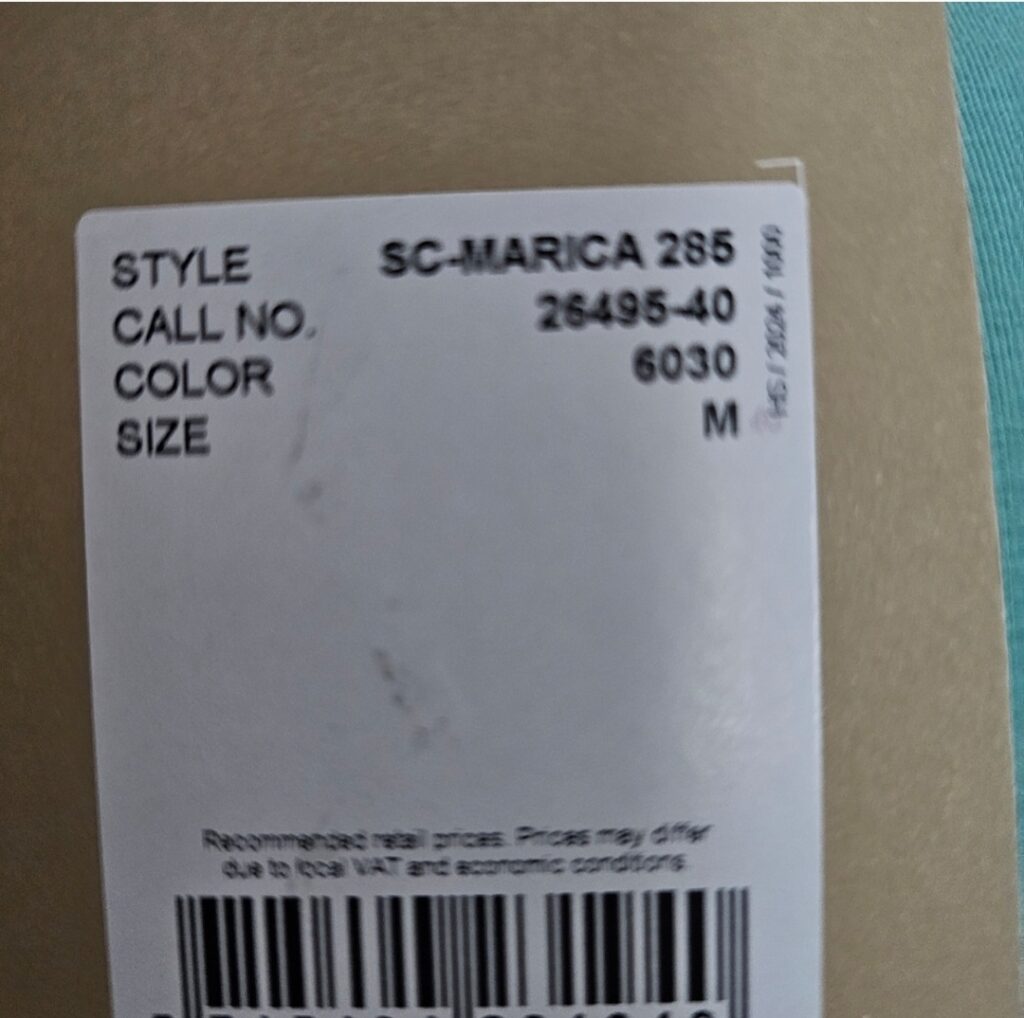 STYLE SC-MARICA 285
CALL NO. 26495-40
COLOR 6030
SIZE M
HS / 2024 / 1000
Recommended retail prices. Prices may differ
due to local VAT and economic conditions.